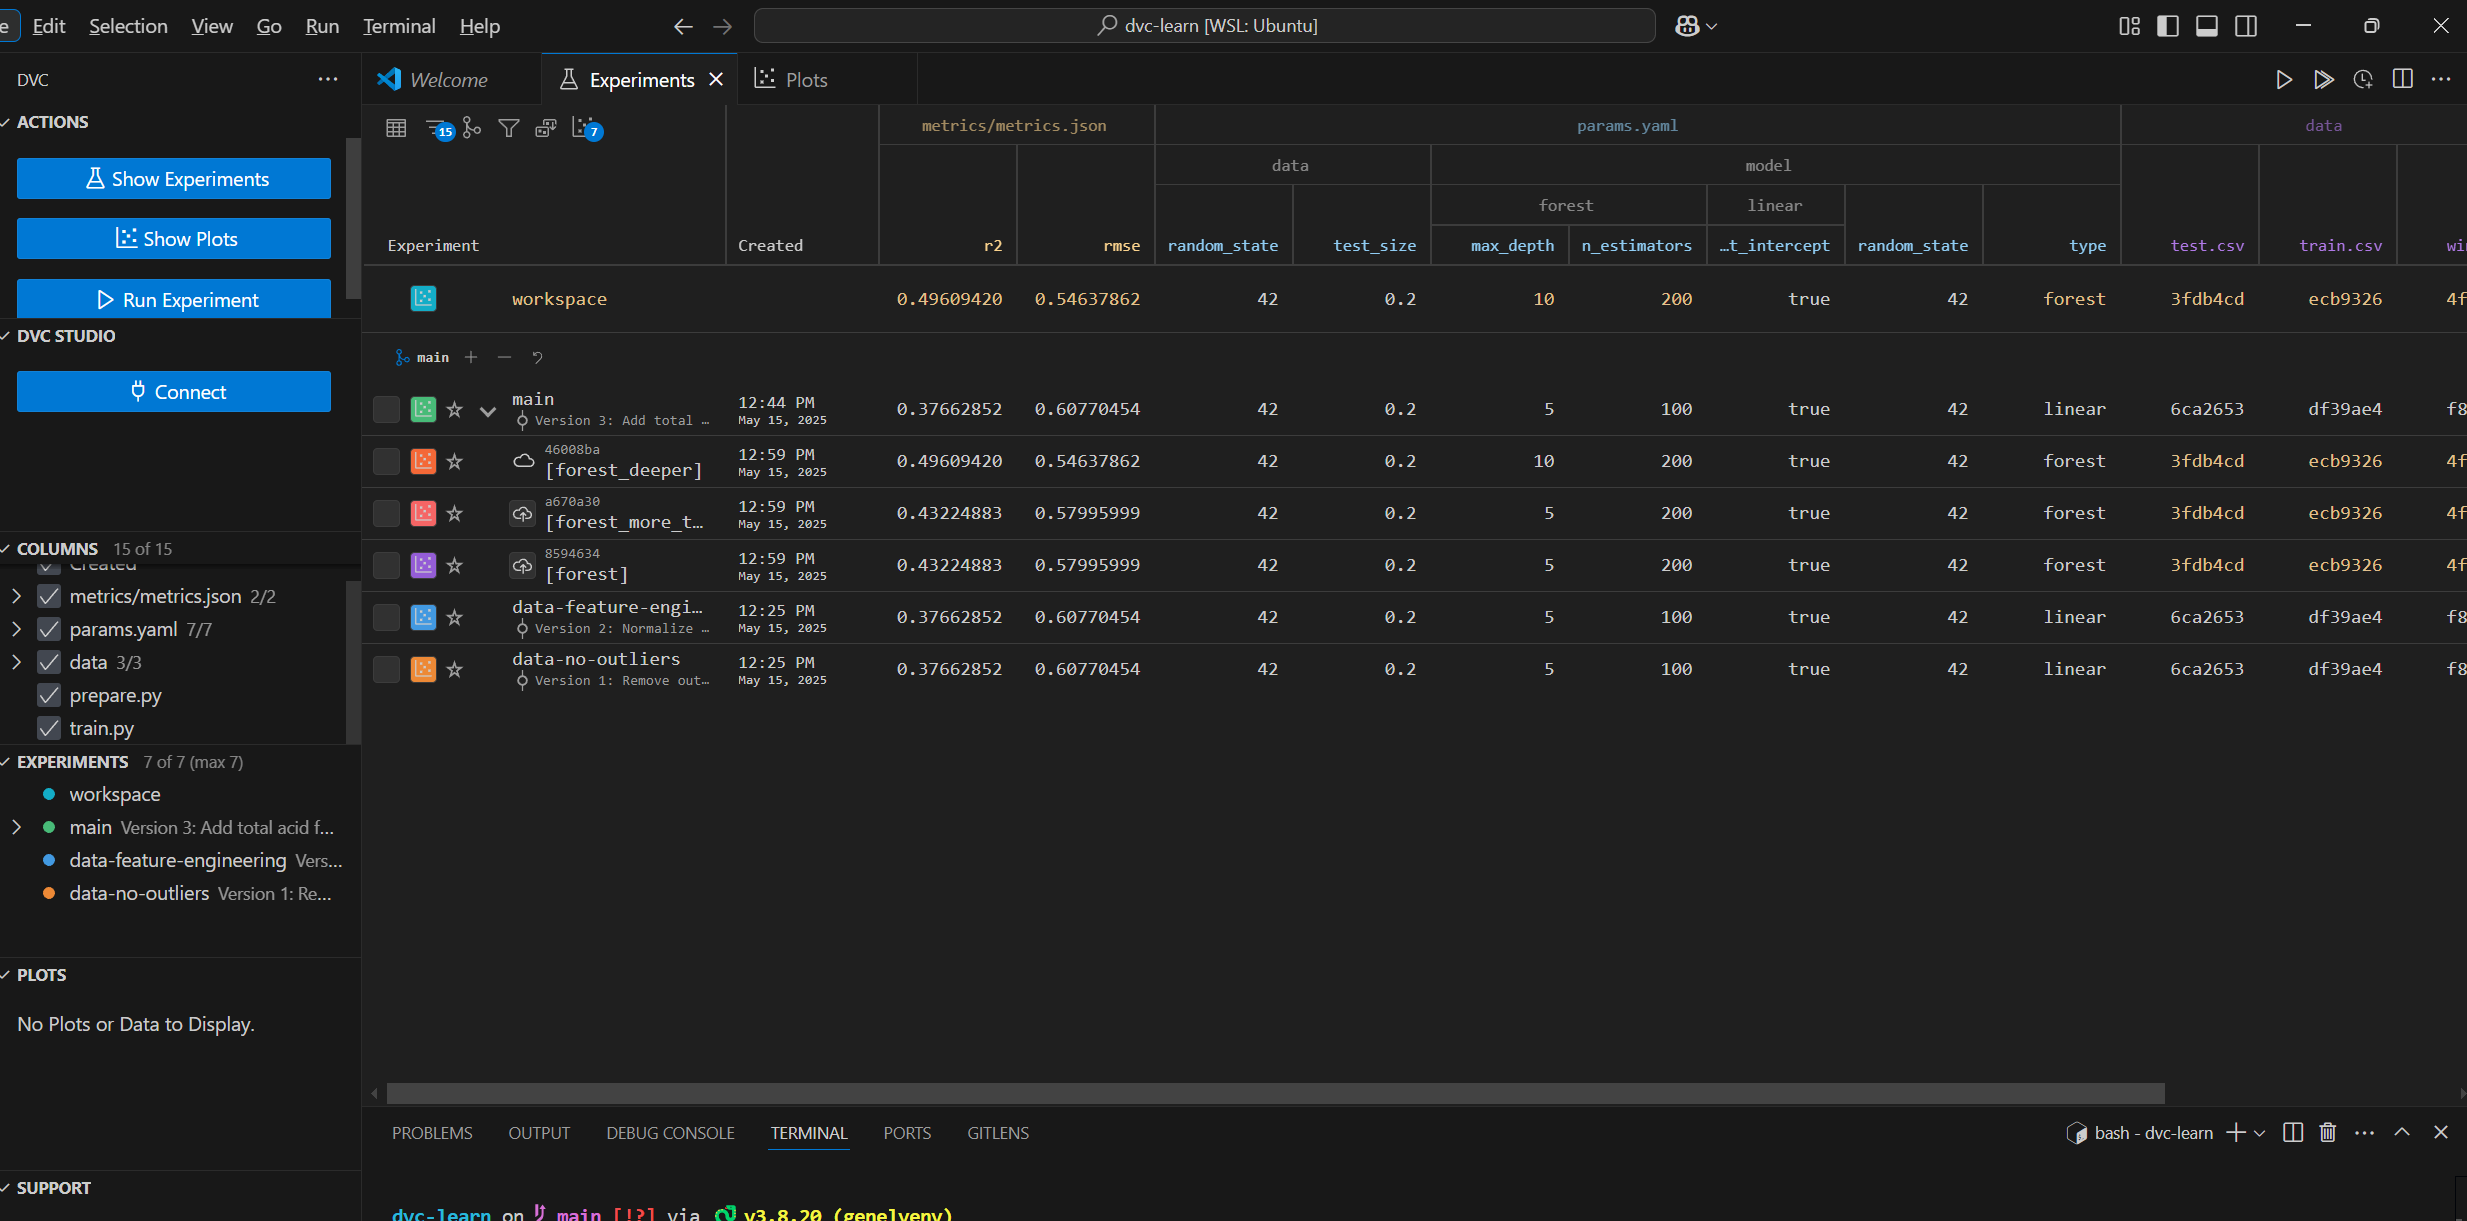 e Edit Selection View Go Run Terminal Help dvc-learn [WSL: Ubuntu]
DVC
ACTIONS
Show Experiments
Show Plots
Run Experiment
DVC STUDIO
Connect
COLUMNS 15 of 15
Created
metrics/metrics.json 2/2
params.yaml 7/7
data 3/3
prepare.py
train.py
EXPERIMENTS 7 of 7 (max 7)
workspace
main Version 3: Add total acid f...
data-feature-engineering Vers...
data-no-outliers Version 1: Re...
PLOTS
No Plots or Data to Display.
SUPPORT
Welcome Experiments Plots
15 7
metrics/metrics.json params.yaml data
data model
forest linear
Experiment Created r2 rmse random_state test_size max_depth n_estimators …t_intercept random_state type test.csv train.csv wi
workspace 0.49609420 0.54637862 42 0.2 10 200 true 42 forest 3fdb4cd ecb9326 4f
main
main 12:44 PM 0.37662852 0.60770454 42 0.2 5 100 true 42 linear 6ca2653 df39ae4 f8
Version 3: Add total … May 15, 2025
46008ba
[forest_deeper] 12:59 PM May 15, 2025 0.49609420 0.54637862 42 0.2 10 200 true 42 forest 3fdb4cd ecb9326 4f
a670a30
[forest_more_t… 12:59 PM May 15, 2025 0.43224883 0.57995999 42 0.2 5 200 true 42 forest 3fdb4cd ecb9326 4f
8594634
[forest] 12:59 PM May 15, 2025 0.43224883 0.57995999 42 0.2 5 200 true 42 forest 3fdb4cd ecb9326 4f
data-feature-engi… 12:25 PM 0.37662852 0.60770454 42 0.2 5 100 true 42 linear 6ca2653 df39ae4 f8
Version 2: Normalize … May 15, 2025
data-no-outliers 12:25 PM 0.37662852 0.60770454 42 0.2 5 100 true 42 linear 6ca2653 df39ae4 f8
Version 1: Remove out… May 15, 2025
PROBLEMS OUTPUT DEBUG CONSOLE TERMINAL PORTS GITLENS bash - dvc-learn
dvc-learn on main [!?] via v3.8.20 (genelvenv)